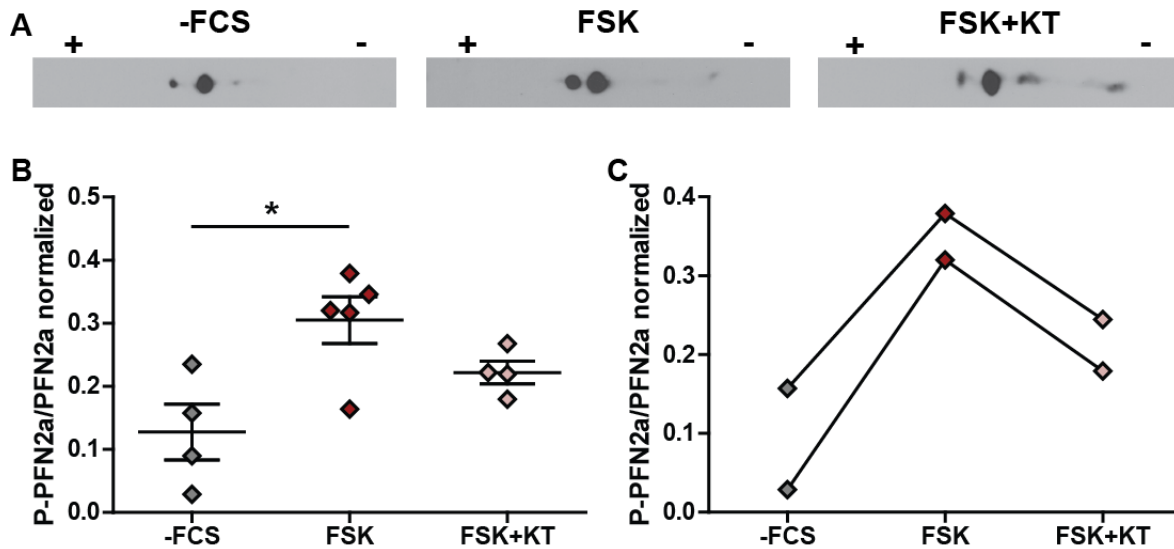 A
-FCS
FSK
FSK+KT
+ -
+ -
+ -
B
P-PFN2a/PFN2a normalized
0.5
0.4
0.3
0.2
0.1
0.0
*
-FCS FSK FSK+KT
C
P-PFN2a/PFN2a normalized
0.4
0.3
0.2
0.1
0.0
-FCS FSK FSK+KT